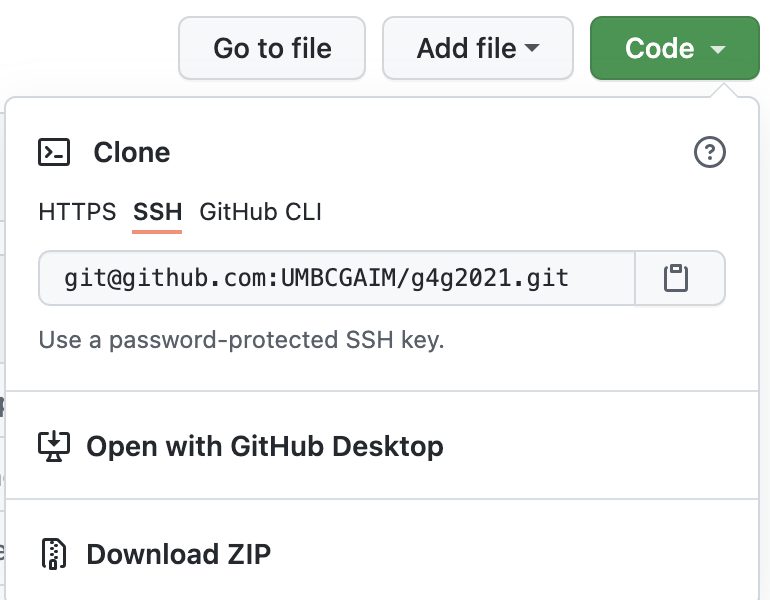 Go to file Add file Code
Clone
HTTPS SSH GitHub CLI
git@github.com:UMBCGAIM/g4g2021.git
Use a password-protected SSH key.
Open with GitHub Desktop
Download ZIP